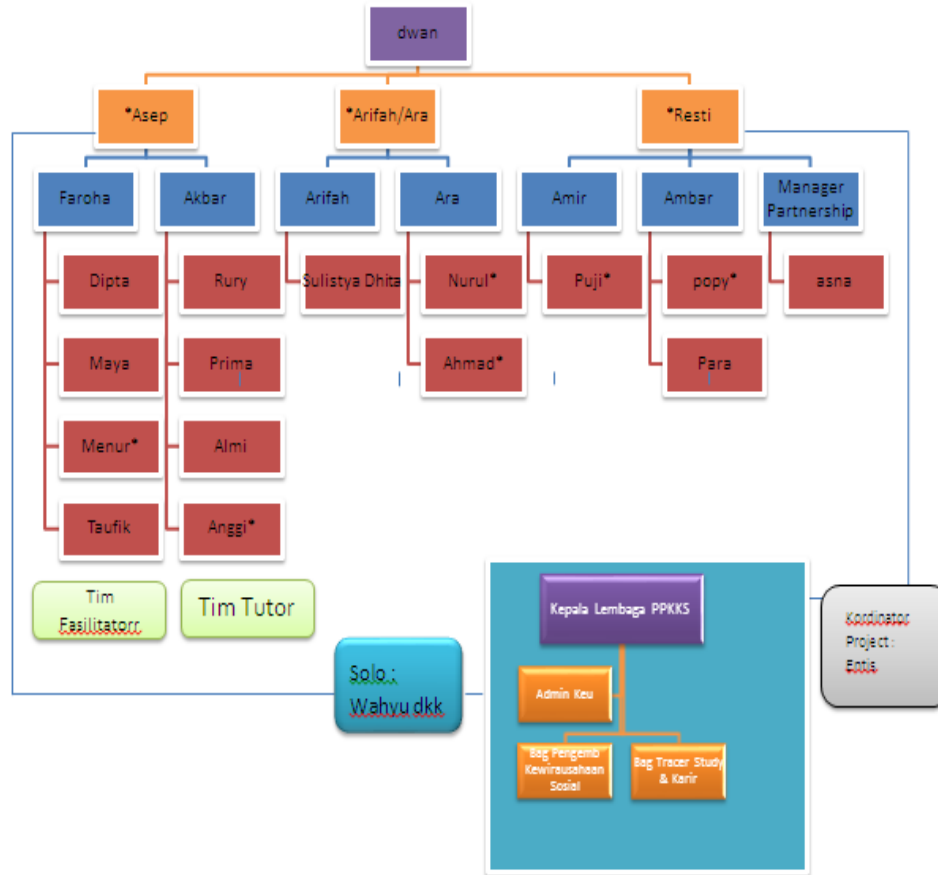 dwan
*Asep
*Arifah/Ara
*Resti
Faroha
Akbar
Arifah
Ara
Amir
Ambar
Manager
Partnership
Dipta
Rury
Sulistya Dhita
Nurul*
Puji*
popy*
asna
Maya
Prima
Ahmad*
Para
Menur*
Almi
Taufik
Anggi*
Tim
Fasilitatorr
Tim Tutor
Solo :
Wahyu dkk
Kepala Lembaga PPKKS
Admin Keu
Bag Pengemb
Kewirausahaan
Sosial
Bag Tracer Study
& Karir
Kordinator
Project :
Entis